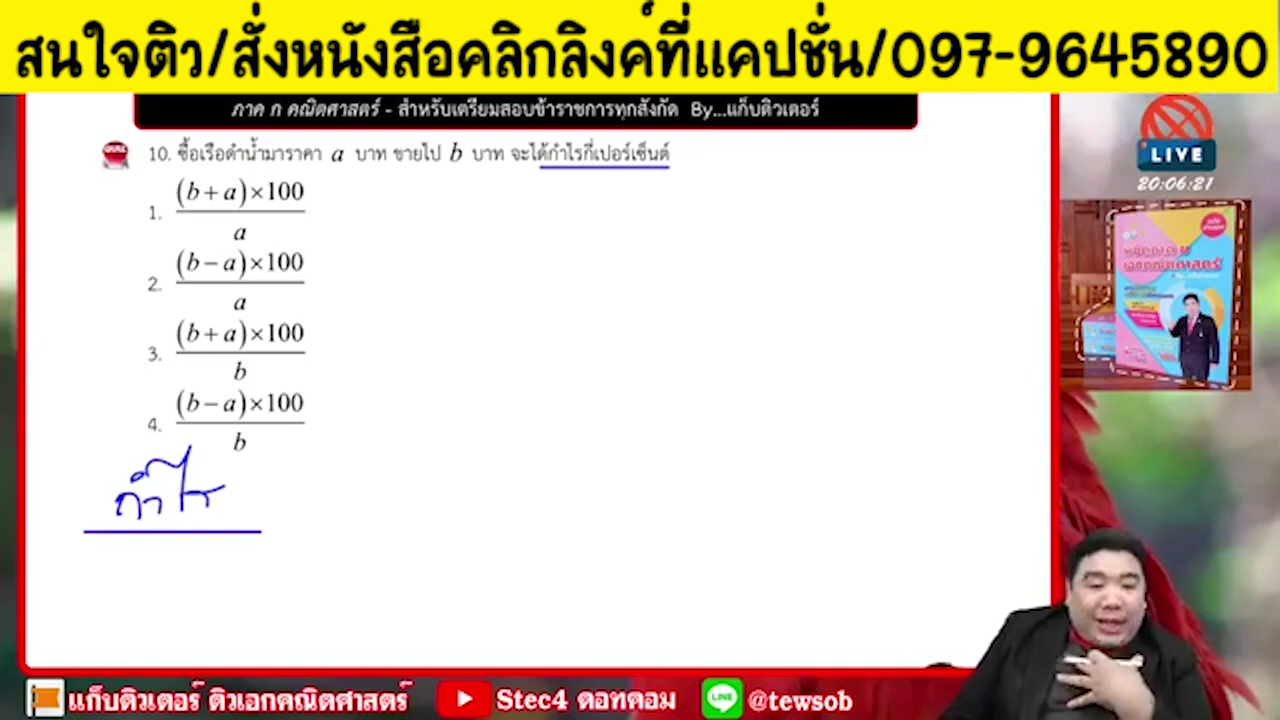 สนใจติว/สั่งหนังสือคลิกลิงค์ที่แคปชั่น/097-9645890
ภาค ก คณิตศาสตร์ - สำหรับเตรียมสอบข้าราชการทุกสังกัด By...แก็บติวเตอร์
LIVE
20:06:21
10. ซื้อเรือดำน้ำมาราคา a บาท ขายไป b บาท จะได้กำไรกี่เปอร์เซ็นต์
1. (b+a)×100
a
2. (b−a)×100
a
3. (b+a)×100
b
4. (b−a)×100
b
กำไร
แก็บติวเตอร์ ติวเอกคณิตศาสตร์
Stec4 ดอทคอม
LINE
@tewsob